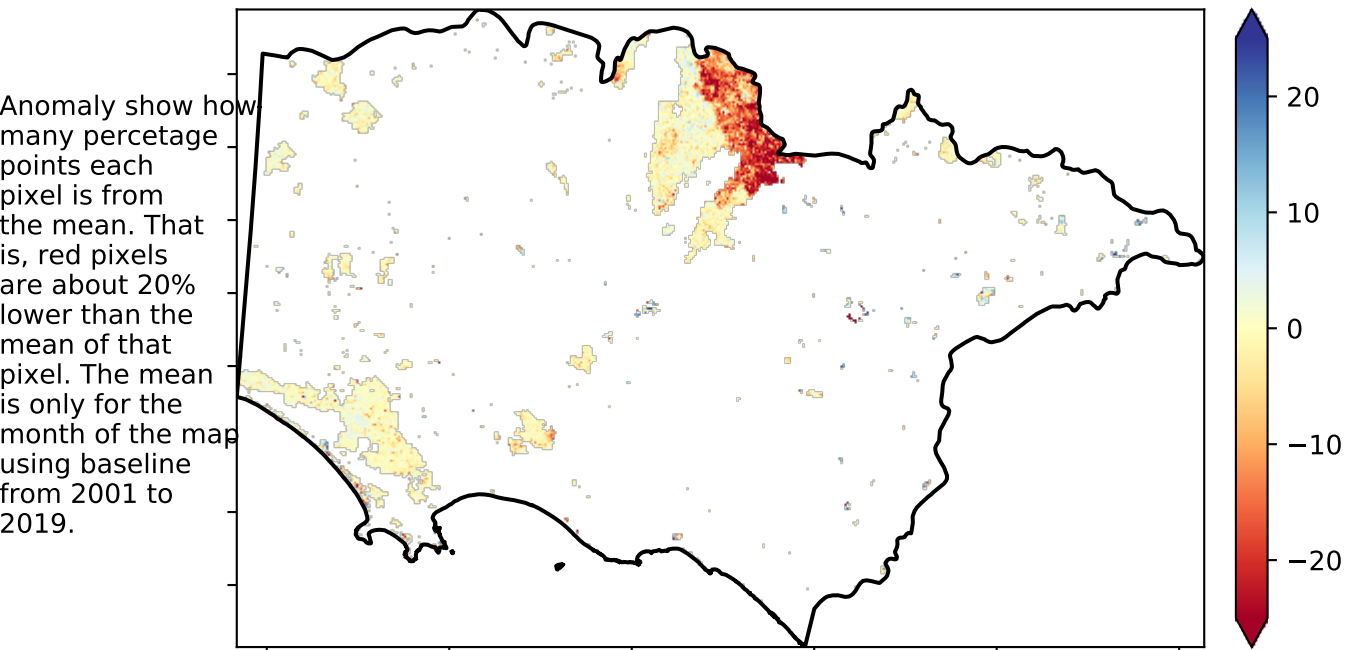 Anomaly show how
many percetage
points each
pixel is from
the mean. That
is, red pixels
are about 20%
lower than the
mean of that
pixel. The mean
is only for the
month of the map
using baseline
from 2001 to
2019.
20
10
0
−10
−20